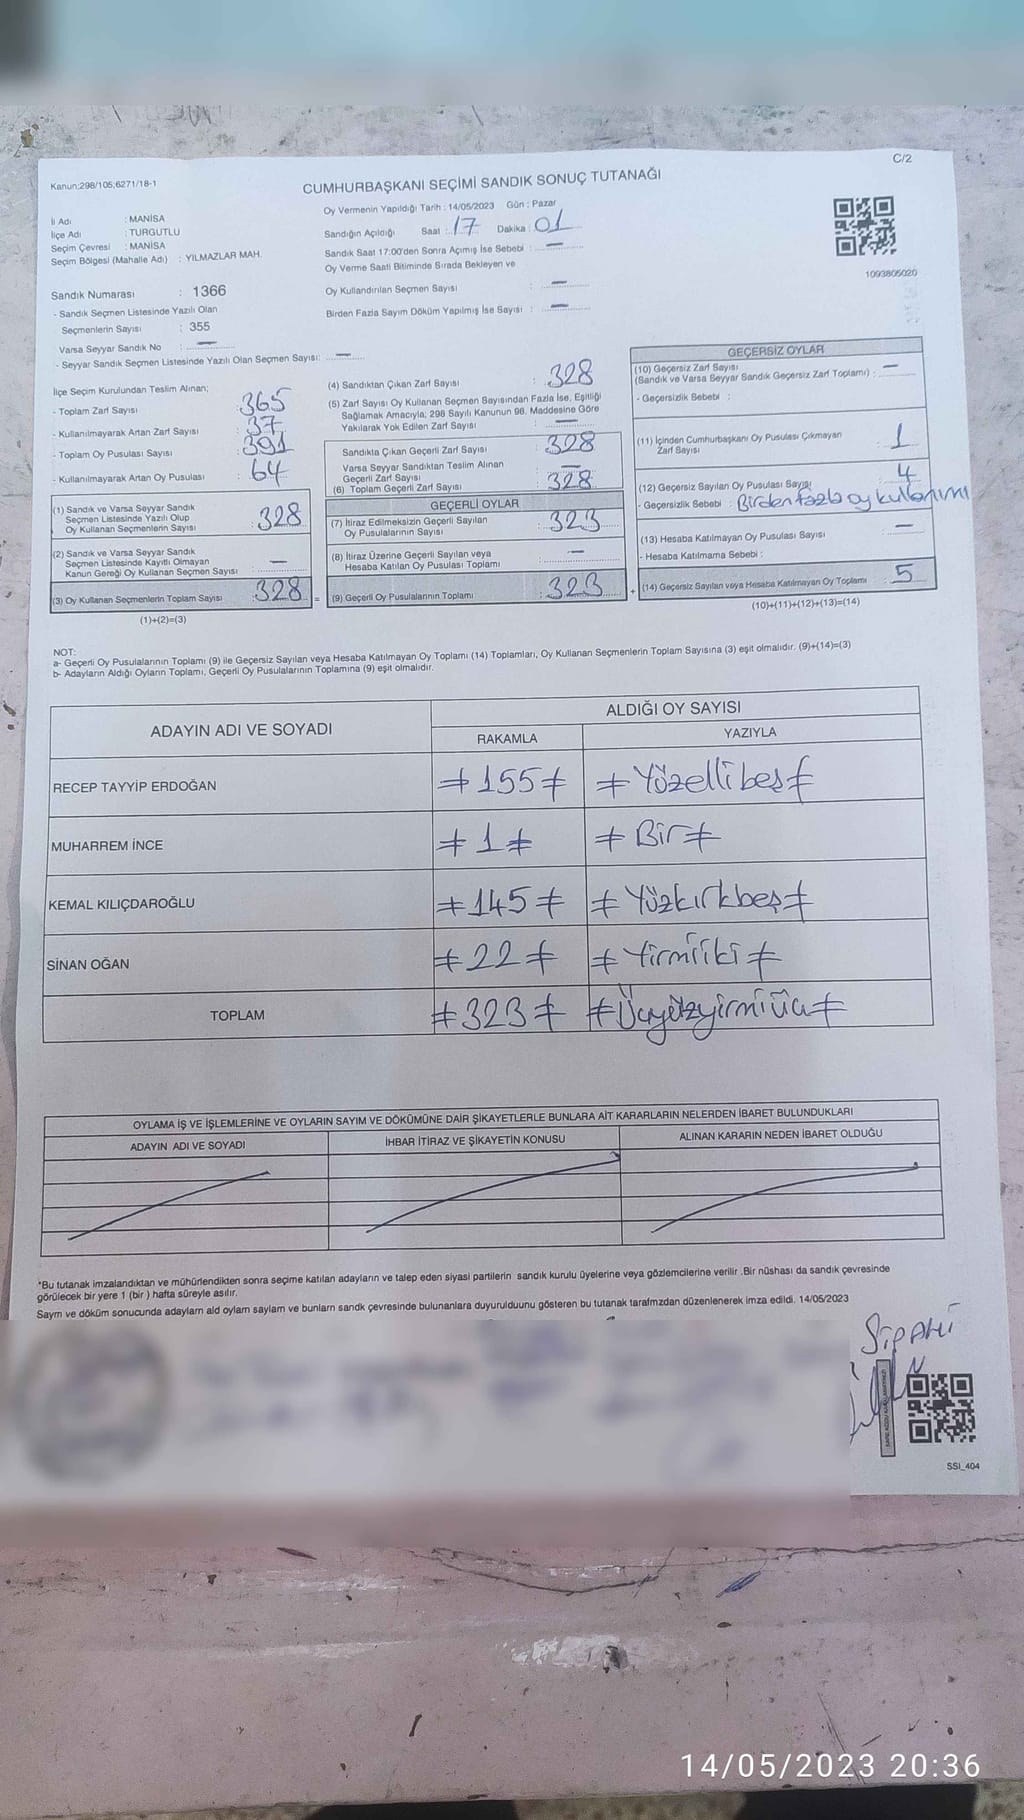 C/2
Kanun;298/105;6271/18-1
CUMHURBAŞKANI SEÇİMİ SANDIK SONUÇ TUTANAĞI
İl Adı : MANİSA
İlçe Adı : TURGUTLU
Seçim Çevresi : MANİSA
Seçim Bölgesi (Mahalle Adı) : YILMAZLAR MAH.
Oy Vermenin Yapıldığı Tarih : 14/05/2023 Gün : Pazar
Sandığın Açıldığı Saat : 17 Dakika : 01
Sandık Saat 17:00'den Sonra Açımış İse Sebebi : —
Oy Verme Saati Bitiminde Sırada Bekleyen ve
Oy Kullandırılan Seçmen Sayısı : —
Birden Fazla Sayım Döküm Yapılmış İse Sayısı : —
1093805020
Sandık Numarası : 1366
- Sandık Seçmen Listesinde Yazılı Olan
Seçmenlerin Sayısı : 355
Varsa Seyyar Sandık No : —
- Seyyar Sandık Seçmen Listesinde Yazılı Olan Seçmen Sayısı: —
İlçe Seçim Kurulundan Teslim Alınan;
- Toplam Zarf Sayısı : 365
- Kullanılmayarak Artan Zarf Sayısı : 37
- Toplam Oy Pusulası Sayısı : 391
- Kullanılmayarak Artan Oy Pusulası : 64
(1) Sandık ve Varsa Seyyar Sandık
Seçmen Listesinde Yazılı Olup
Oy Kullanan Seçmenlerin Sayısı : 328
(2) Sandık ve Varsa Seyyar Sandık
Seçmen Listesinde Kayıtlı Olmayan
Kanun Gereği Oy Kullanan Seçmen Sayısı : —
(3) Oy Kullanan Seçmenlerin Toplam Sayısı : 328 =
(1)+(2)=(3)
(4) Sandıktan Çıkan Zarf Sayısı : 328
(5) Zarf Sayısı Oy Kullanan Seçmen Sayısından Fazla İse, Eşitliği
Sağlamak Amacıyla; 298 Sayılı Kanunun 98. Maddesine Göre
Yakılarak Yok Edilen Zarf Sayısı : —
Sandıkta Çıkan Geçerli Zarf Sayısı : 328
Varsa Seyyar Sandıktan Teslim Alınan
Geçerli Zarf Sayısı : —
(6) Toplam Geçerli Zarf Sayısı : 328
GEÇERLİ OYLAR
(7) İtiraz Edilmeksizin Geçerli Sayılan
Oy Pusulalarının Sayısı : 323
(8) İtiraz Üzerine Geçerli Sayılan veya
Hesaba Katılan Oy Pusulası Toplamı : —
(9) Geçerli Oy Pusulalarının Toplamı : 323 +
GEÇERSİZ OYLAR
(10) Geçersiz Zarf Sayısı
(Sandık ve Varsa Seyyar Sandık Geçersiz Zarf Toplamı) : —
- Geçersizlik Sebebi :
(11) İçinden Cumhurbaşkanı Oy Pusulası Çıkmayan
Zarf Sayısı : 1
(12) Geçersiz Sayılan Oy Pusulası Sayısı : 4
- Geçersizlik Sebebi : Birden fazla oy kullanımı
(13) Hesaba Katılmayan Oy Pusulası Sayısı : —
- Hesaba Katılmama Sebebi :
(14) Geçersiz Sayılan veya Hesaba Katılmayan Oy Toplamı : 5
(10)+(11)+(12)+(13)=(14)
NOT:
a- Geçerli Oy Pusulalarının Toplamı (9) ile Geçersiz Sayılan veya Hesaba Katılmayan Oy Toplamı (14) Toplamları, Oy Kullanan Seçmenlerin Toplam Sayısına (3) eşit olmalıdır. (9)+(14)=(3)
b- Adayların Aldığı Oyların Toplamı, Geçerli Oy Pusulalarının Toplamına (9) eşit olmalıdır.
ADAYIN ADI VE SOYADI ALDIĞI OY SAYISI
RAKAMLA YAZIYLA
RECEP TAYYİP ERDOĞAN ≠155≠ ≠Yüzellibeş≠
MUHARREM İNCE ≠1≠ ≠Bir≠
KEMAL KILIÇDAROĞLU ≠145≠ ≠Yüzkırkbeş≠
SİNAN OĞAN ≠22≠ ≠Yirmiiki≠
TOPLAM ≠323≠ ≠Üçyüzyirmiüç≠
OYLAMA İŞ VE İŞLEMLERİNE VE OYLARIN SAYIM VE DÖKÜMÜNE DAİR ŞİKAYETLERLE BUNLARA AİT KARARLARIN NELERDEN İBARET BULUNDUKLARI
ADAYIN ADI VE SOYADI İHBAR İTİRAZ VE ŞİKAYETİN KONUSU ALINAN KARARIN NEDEN İBARET OLDUĞU
*Bu tutanak imzalandıktan ve mühürlendikten sonra seçime katılan adayların ve talep eden siyasi partilerin sandık kurulu üyelerine veya gözlemcilerine verilir .Bir nüshası da sandık çevresinde
görülecek bir yere 1 (bir ) hafta süreyle asılır.
Sayım ve döküm sonucunda adaylarn ald oylarn saylarn ve bunlarn sandk çevresinde bulunanlara duyurulduunu gösteren bu tutanak tarafmzdan düzenlenerek imza edildi. 14/05/2023
SİPAHİ
SSI_404
14/05/2023 20:36